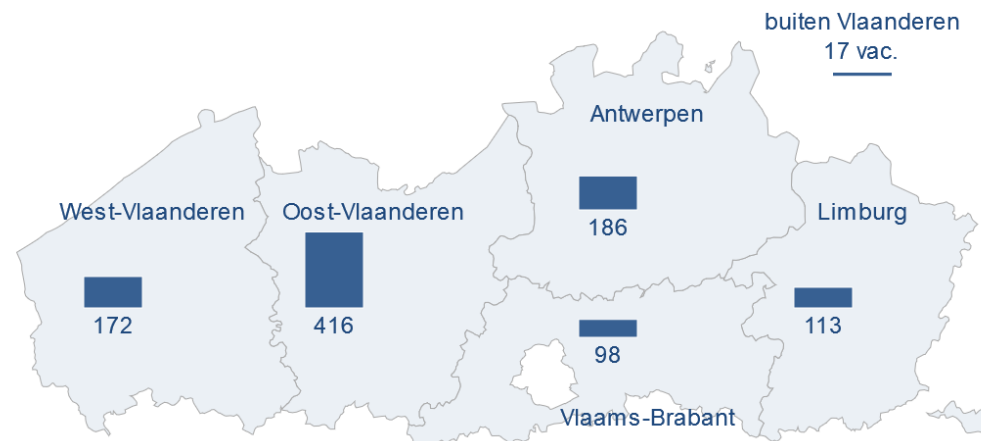 buiten Vlaanderen
17 vac.
Antwerpen
186
West-Vlaanderen
172
Oost-Vlaanderen
416
Limburg
113
98
Vlaams-Brabant